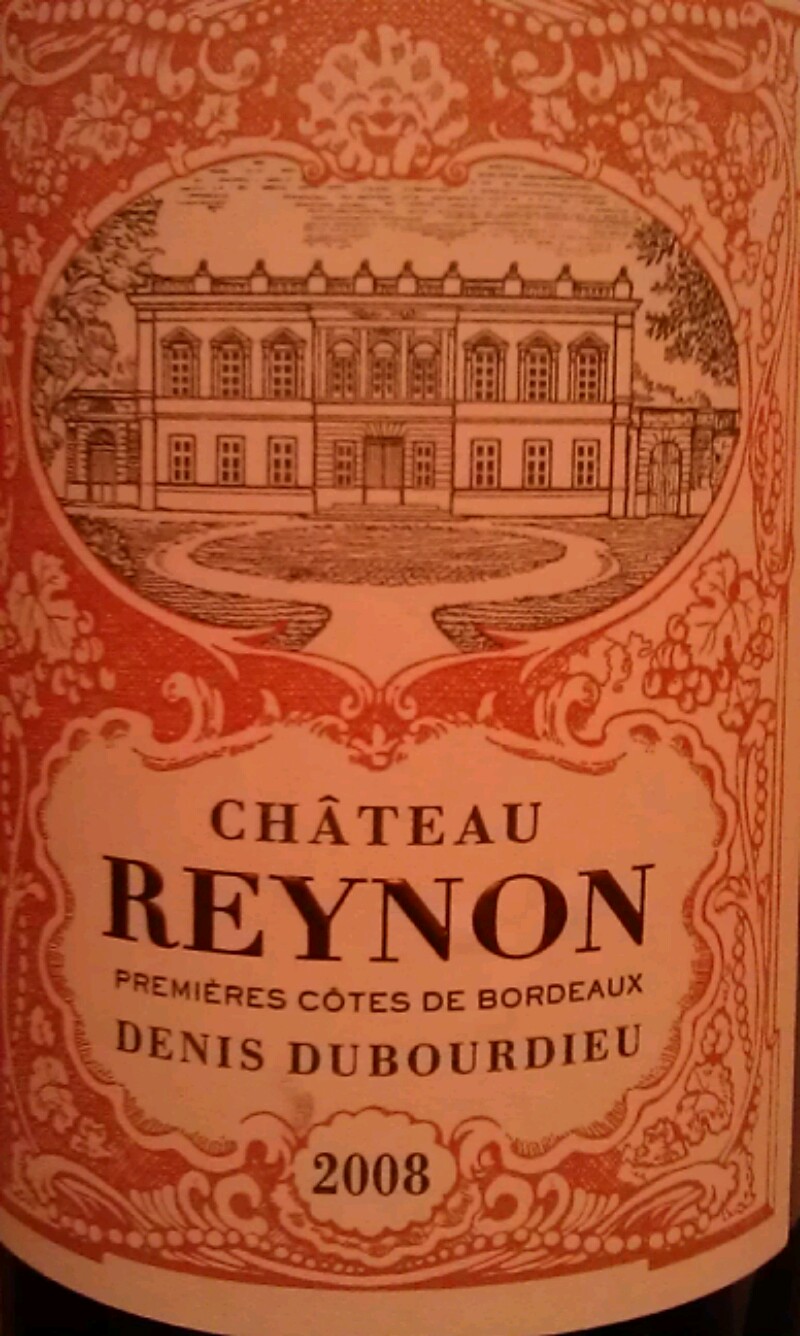 CHÂTEAU
REYNON
PREMIÈRES CÔTES DE BORDEAUX
DENIS DUBOURDIEU
2008